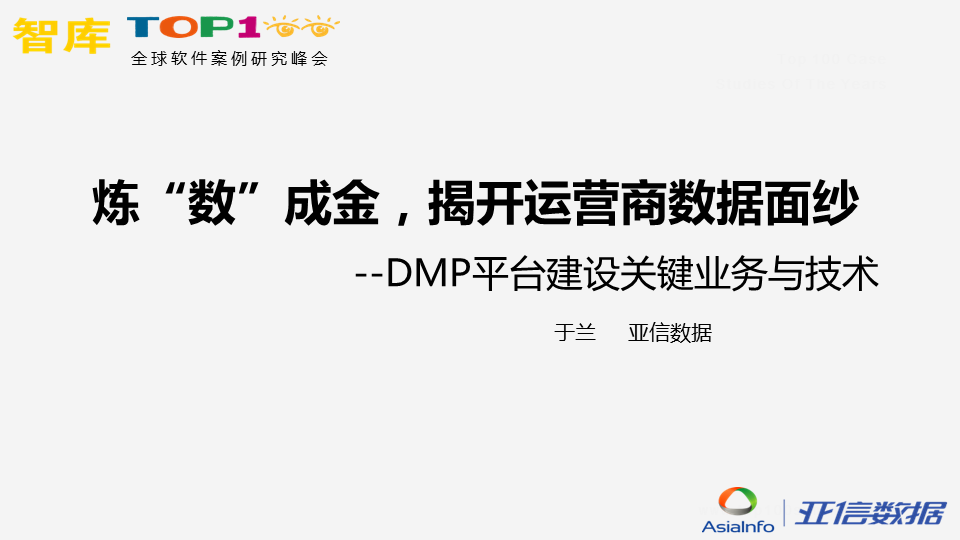 智库 TOP1
全球软件案例研究峰会
炼“数”成金，揭开运营商数据面纱
--DMP平台建设关键业务与技术
于兰 亚信数据
AsiaInfo 亚信数据